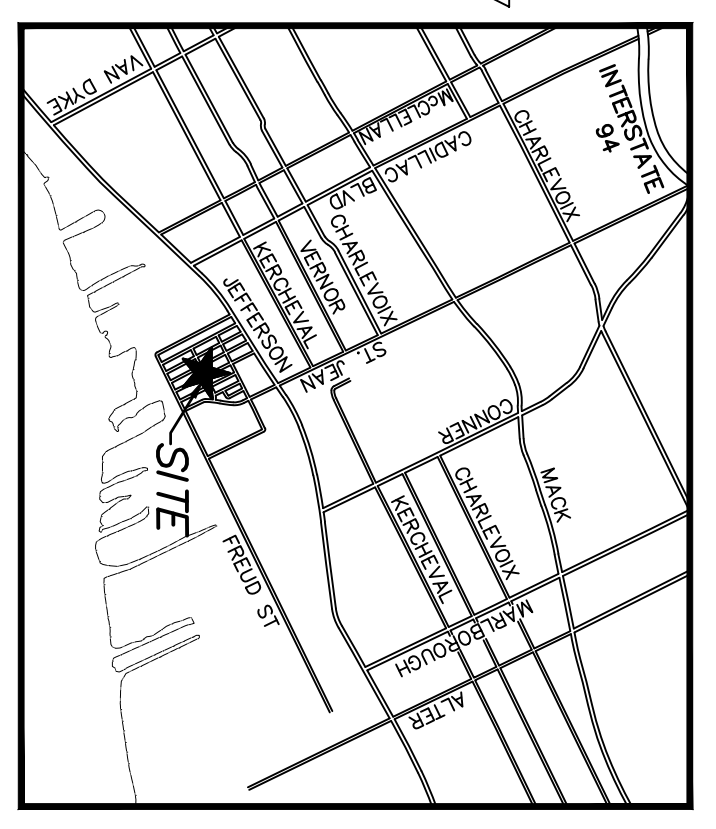 VAN DYKE
McCLELLAN
CADILLAC BLVD
CHARLEVOIX
INTERSTATE
94
KERCHEVAL
VERNOR
CHARLEVOIX
JEFFERSON
ST. JEAN
CONNER
SITE
MACK
CHARLEVOIX
KERCHEVAL
FREUD ST
MARLBOROUGH
ALTER